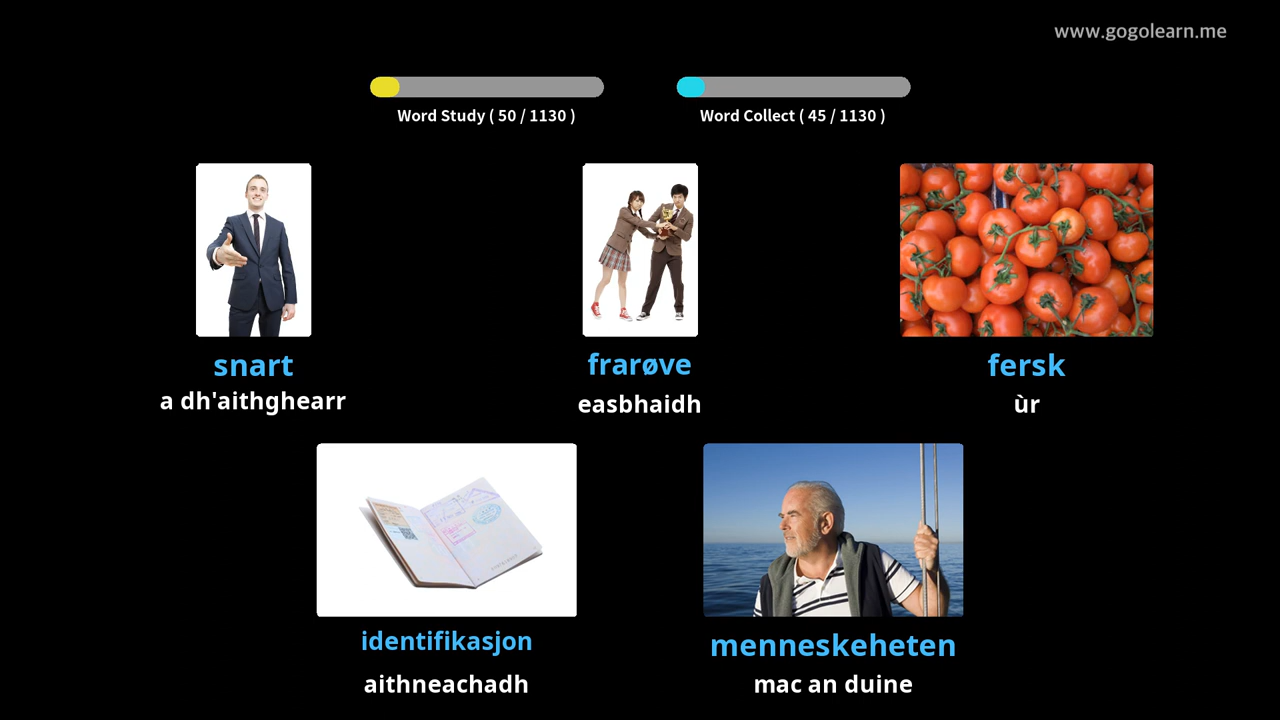 www.gogolearn.me
Word Study ( 50 / 1130 )
Word Collect ( 45 / 1130 )
snart
a dh'aithghearr
frarøve
easbhaidh
fersk
ùr
identifikasjon
aithneachadh
menneskeheten
mac an duine